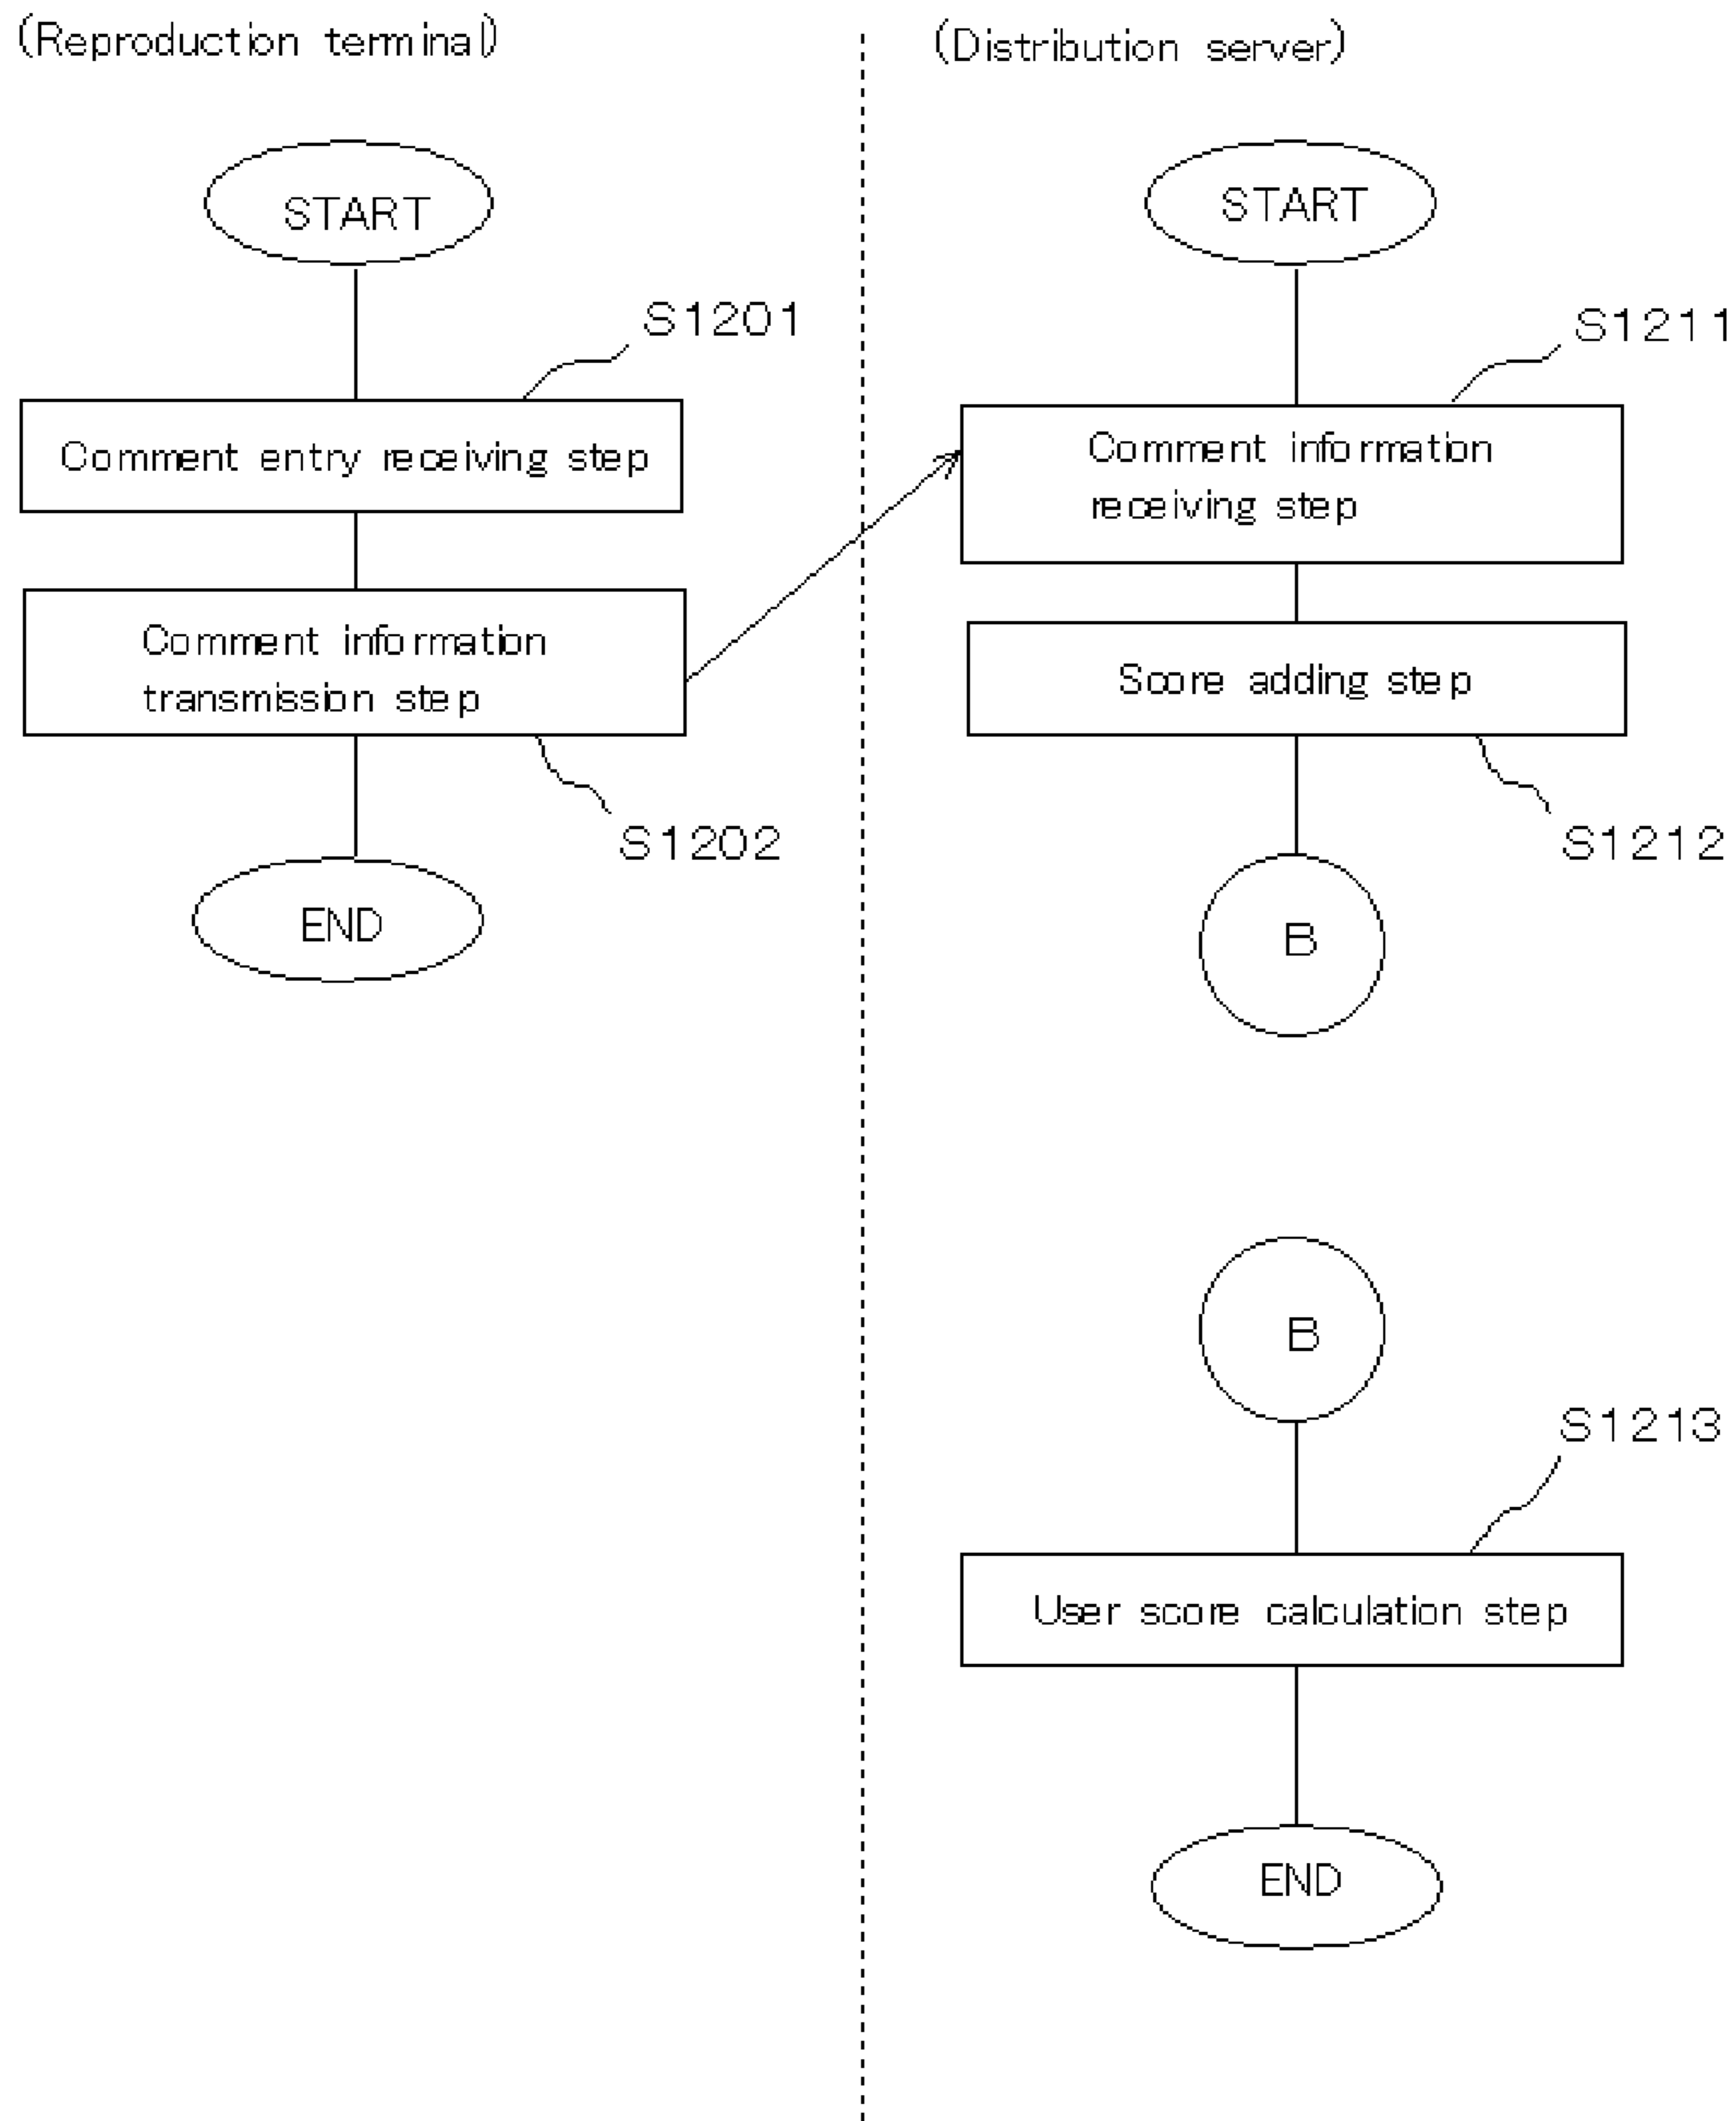 (Reproduction terminal)
START
S1201
Comment entry receiving step
Comment information
transmission step
S1202
END
(Distribution server)
START
S1211
Comment information
receiving step
Score adding step
S1212
B
B
S1213
User score calculation step
END